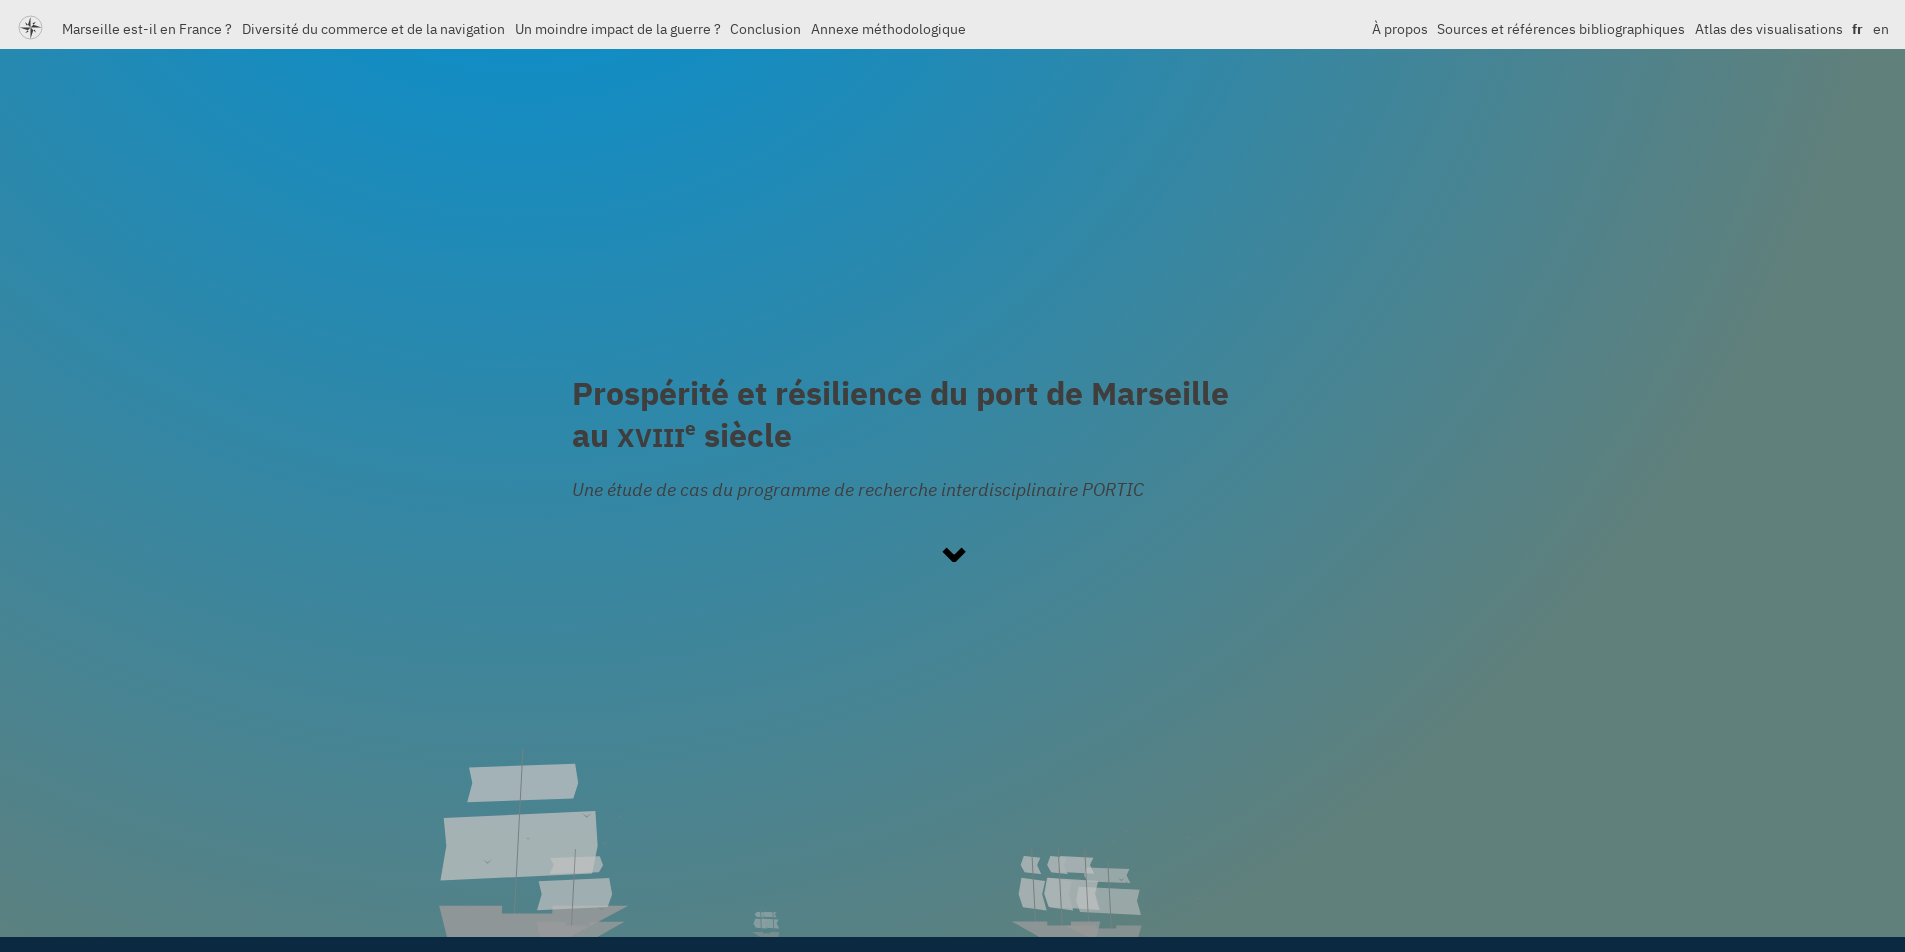 Marseille est-il en France ? Diversité du commerce et de la navigation Un moindre impact de la guerre ? Conclusion Annexe méthodologique À propos Sources et références bibliographiques Atlas des visualisations fr en
Prospérité et résilience du port de Marseille
au XVIIIe siècle
Une étude de cas du programme de recherche interdisciplinaire PORTIC